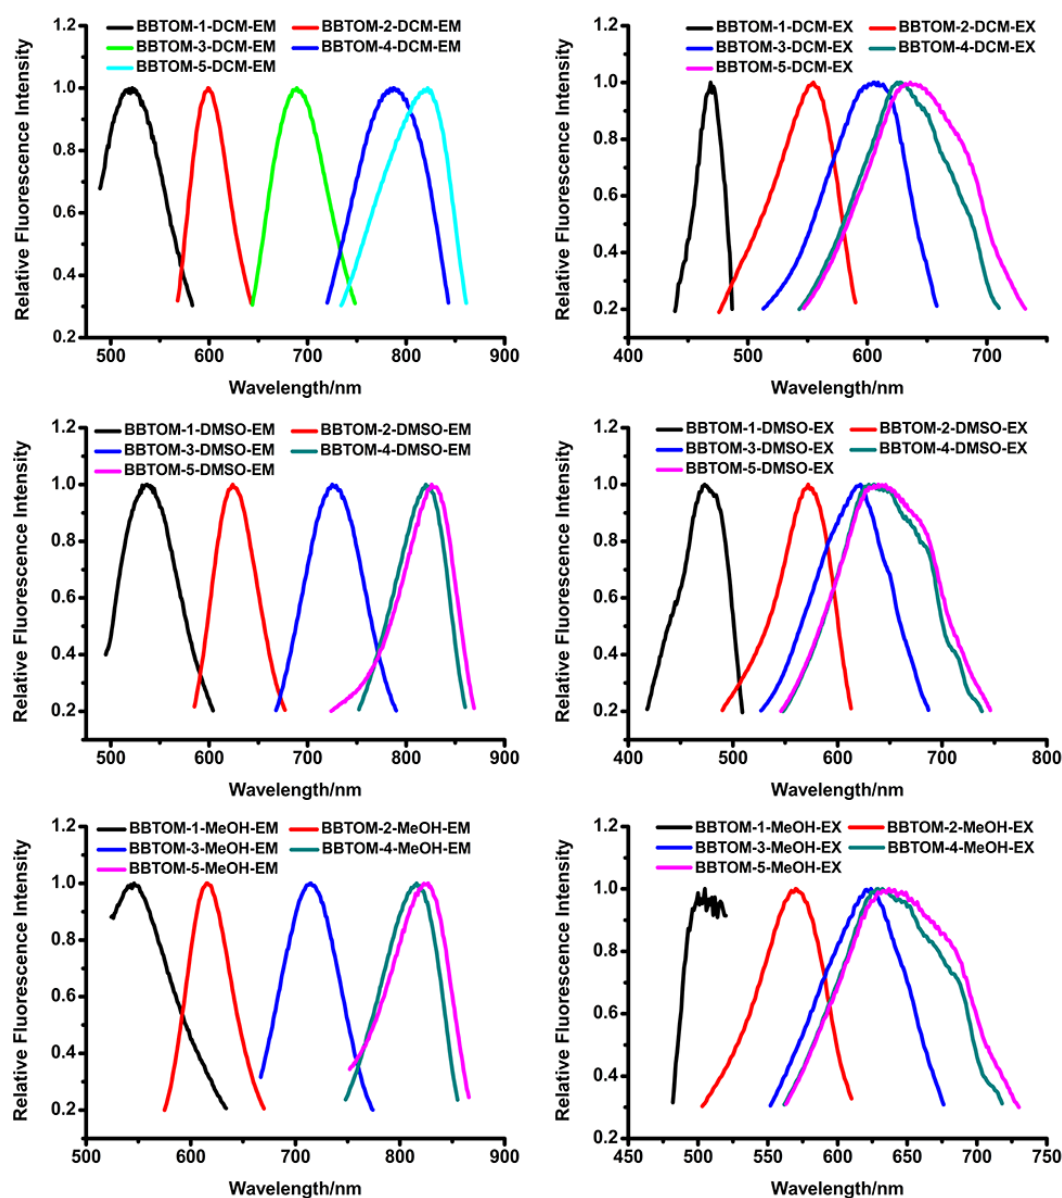 BBTOM-1-DCM-EM BBTOM-2-DCM-EM
BBTOM-3-DCM-EM BBTOM-4-DCM-EM
BBTOM-5-DCM-EM
Relative Fluorescence Intensity
1.2
1.0
0.8
0.6
0.4
0.2
500 600 700 800 900
Wavelength/nm
BBTOM-1-DCM-EX BBTOM-2-DCM-EX
BBTOM-3-DCM-EX BBTOM-4-DCM-EX
BBTOM-5-DCM-EX
Relative Fluorescence Intensity
1.2
1.0
0.8
0.6
0.4
0.2
400 500 600 700
Wavelength/nm
BBTOM-1-DMSO-EM BBTOM-2-DMSO-EM
BBTOM-3-DMSO-EM BBTOM-4-DMSO-EM
BBTOM-5-DMSO-EM
Relative Fluorescence Intensity
1.2
1.0
0.8
0.6
0.4
0.2
500 600 700 800 900
Wavelength/nm
BBTOM-1-DMSO-EX BBTOM-2-DMSO-EX
BBTOM-3-DMSO-EX BBTOM-4-DMSO-EX
BBTOM-5-DMSO-EX
Relative Fluorescence Intensity
1.2
1.0
0.8
0.6
0.4
0.2
400 500 600 700 800
Wavelength/nm
BBTOM-1-MeOH-EM BBTOM-2-MeOH-EM
BBTOM-3-MeOH-EM BBTOM-4-MeOH-EM
BBTOM-5-MeOH-EM
Relative Fluorescence Intensity
1.2
1.0
0.8
0.6
0.4
0.2
500 600 700 800 900
Wavelength/nm
BBTOM-1-MeOH-EX BBTOM-2-MeOH-EX
BBTOM-3-MeOH-EX BBTOM-4-MeOH-EX
BBTOM-5-MeOH-EX
Relative Fluorescence Intensity
1.2
1.0
0.8
0.6
0.4
0.2
450 500 550 600 650 700 750
Wavelength/nm